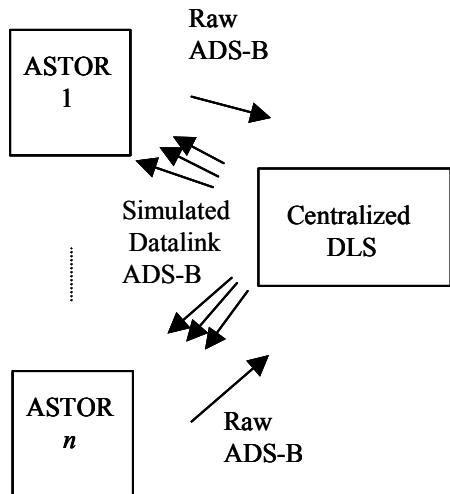 Raw
ADS-B
ASTOR
1
Simulated
Datalink
ADS-B
Centralized
DLS
ASTOR
n
Raw
ADS-B